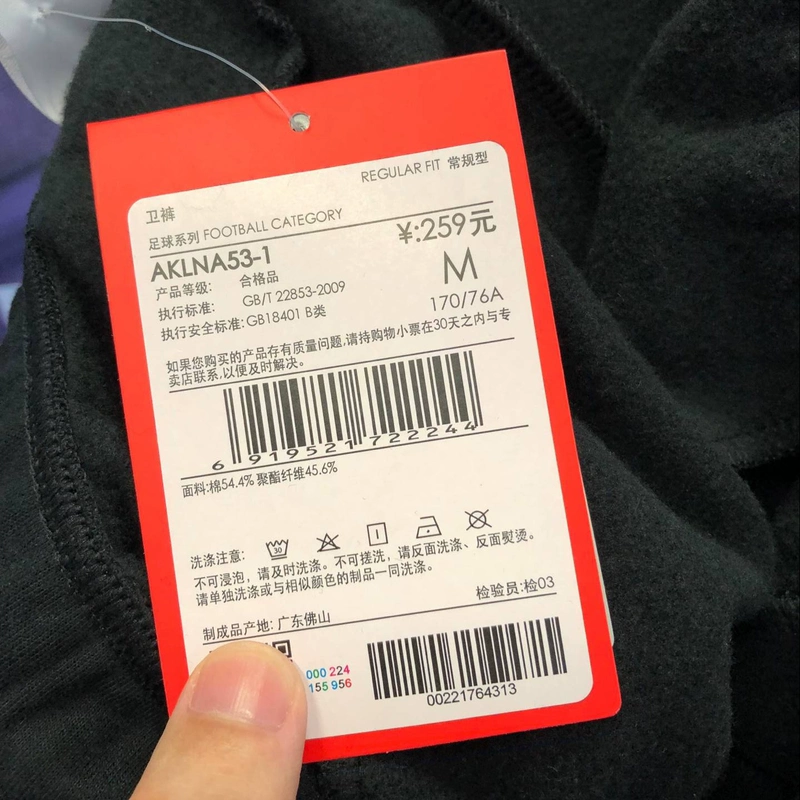 REGULAR FIT 常规型
卫裤
足球系列 FOOTBALL CATEGORY
AKLNA53-1
¥:259元
产品等级: 合格品
M
执行标准: GB/T 22853-2009
170/76A
执行安全标准: GB18401 B类
如果您购买的产品存有质量问题,请持购物小票在30天之内与专
卖店联系,以便及时解决。
6 919521 722244
面料:棉54.4% 聚酯纤维45.6%
洗涤注意:
30
不可浸泡，请及时洗涤。不可搓洗，请反面洗涤、反面熨烫。
请单独洗涤或与相似颜色的制品一同洗涤。
检验员:检03
制成品产地: 广东佛山
000 224
155 956
00221764313